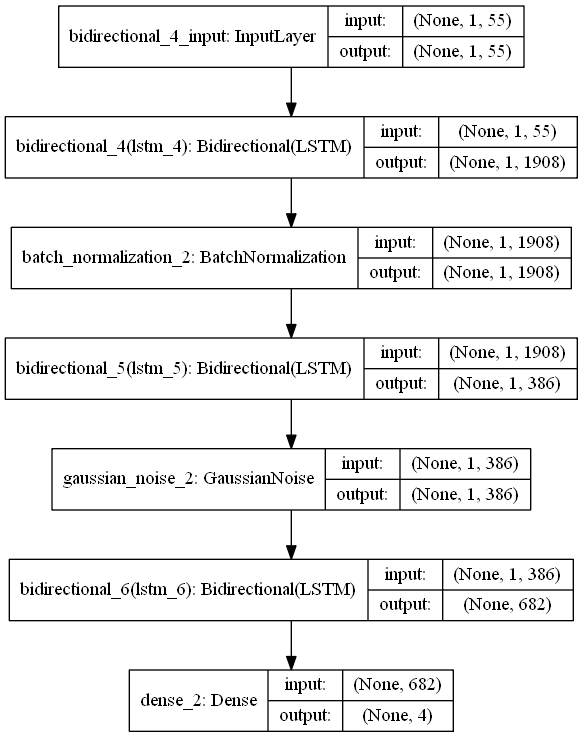 bidirectional_4_input: InputLayer
input: (None, 1, 55)
output: (None, 1, 55)
bidirectional_4(lstm_4): Bidirectional(LSTM)
input: (None, 1, 55)
output: (None, 1, 1908)
batch_normalization_2: BatchNormalization
input: (None, 1, 1908)
output: (None, 1, 1908)
bidirectional_5(lstm_5): Bidirectional(LSTM)
input: (None, 1, 1908)
output: (None, 1, 386)
gaussian_noise_2: GaussianNoise
input: (None, 1, 386)
output: (None, 1, 386)
bidirectional_6(lstm_6): Bidirectional(LSTM)
input: (None, 1, 386)
output: (None, 682)
dense_2: Dense
input: (None, 682)
output: (None, 4)